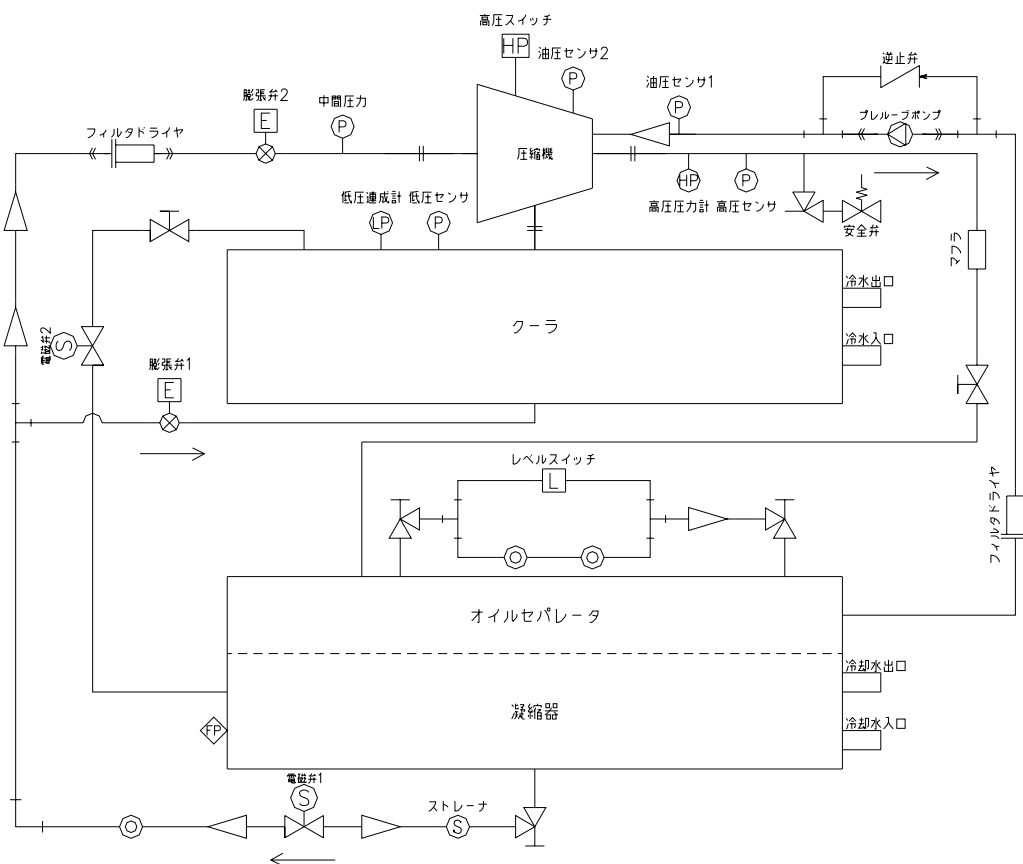 高圧スイッチ
HP
油圧センサ2
P
逆止弁
膨張弁2
E
中間圧力
P
油圧センサ1
P
プレルーブポンプ
フィルタドライヤ
圧縮機
低圧連成計
LP
低圧センサ
P
HP
高圧圧力計
P
高圧センサ
安全弁
マフラ
冷水出口
クーラ
冷水入口
電磁弁2
S
膨張弁1
E
レベルスイッチ
L
フィルタドライヤ
オイルセパレータ
冷却水出口
凝縮器
FP
冷却水入口
電磁弁1
S
ストレーナ
S